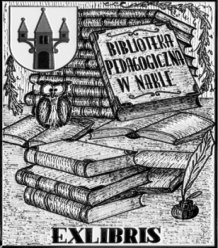 BIBLIOTEKA
PEDAGOGICZNA
W NAKLE
EXLIBRIS